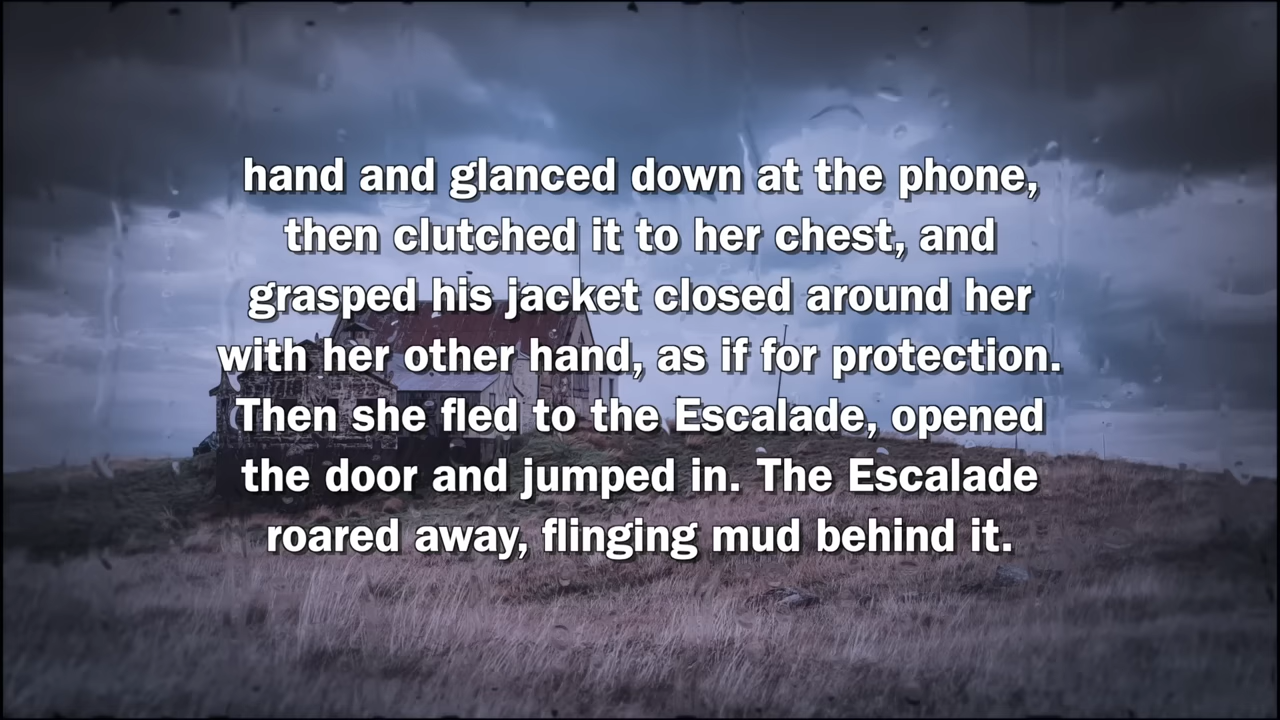 hand and glanced down at the phone,
then clutched it to her chest, and
grasped his jacket closed around her
with her other hand, as if for protection.
Then she fled to the Escalade, opened
the door and jumped in. The Escalade
roared away, flinging mud behind it.